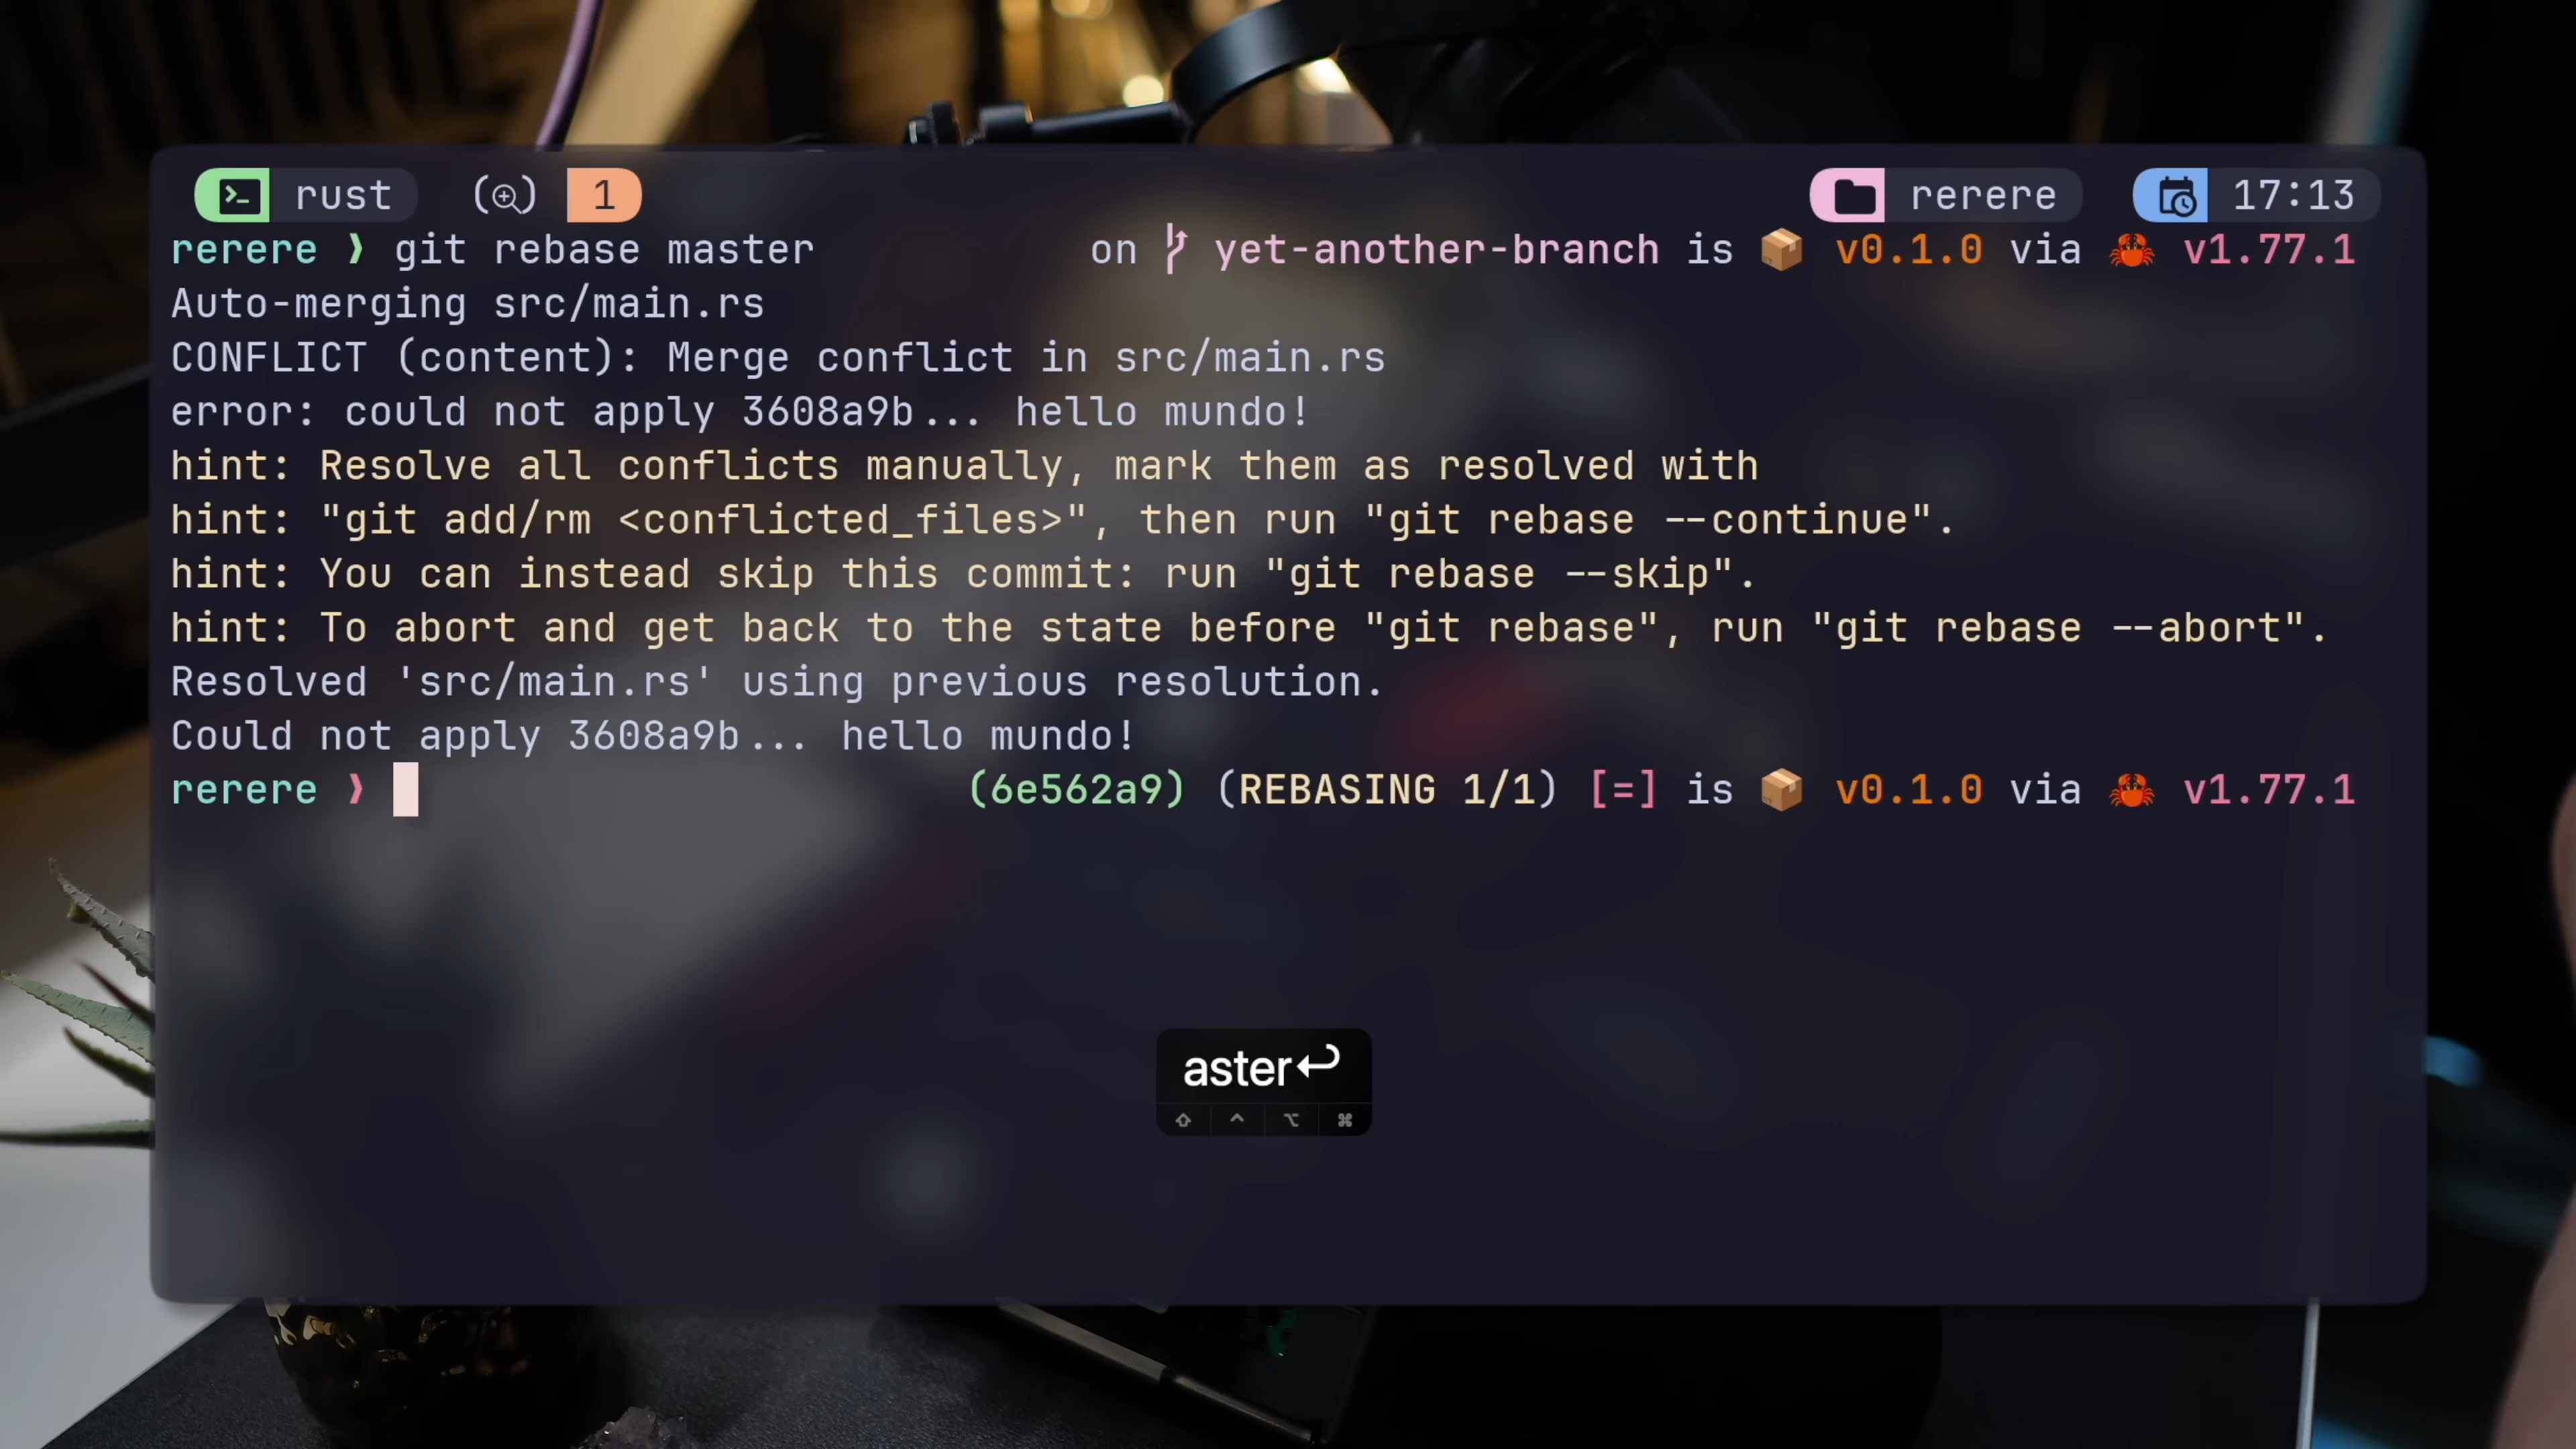 rust 1 rerere 17:13
rerere ❯ git rebase master on yet-another-branch is 📦 v0.1.0 via 🦀 v1.77.1
Auto-merging src/main.rs
CONFLICT (content): Merge conflict in src/main.rs
error: could not apply 3608a9b... hello mundo!
hint: Resolve all conflicts manually, mark them as resolved with
hint: "git add/rm <conflicted_files>", then run "git rebase --continue".
hint: You can instead skip this commit: run "git rebase --skip".
hint: To abort and get back to the state before "git rebase", run "git rebase --abort".
Resolved 'src/main.rs' using previous resolution.
Could not apply 3608a9b... hello mundo!
rerere ❯ (6e562a9) (REBASING 1/1) [=] is 📦 v0.1.0 via 🦀 v1.77.1
aster↩
⇧ ^ ⌥ ⌘